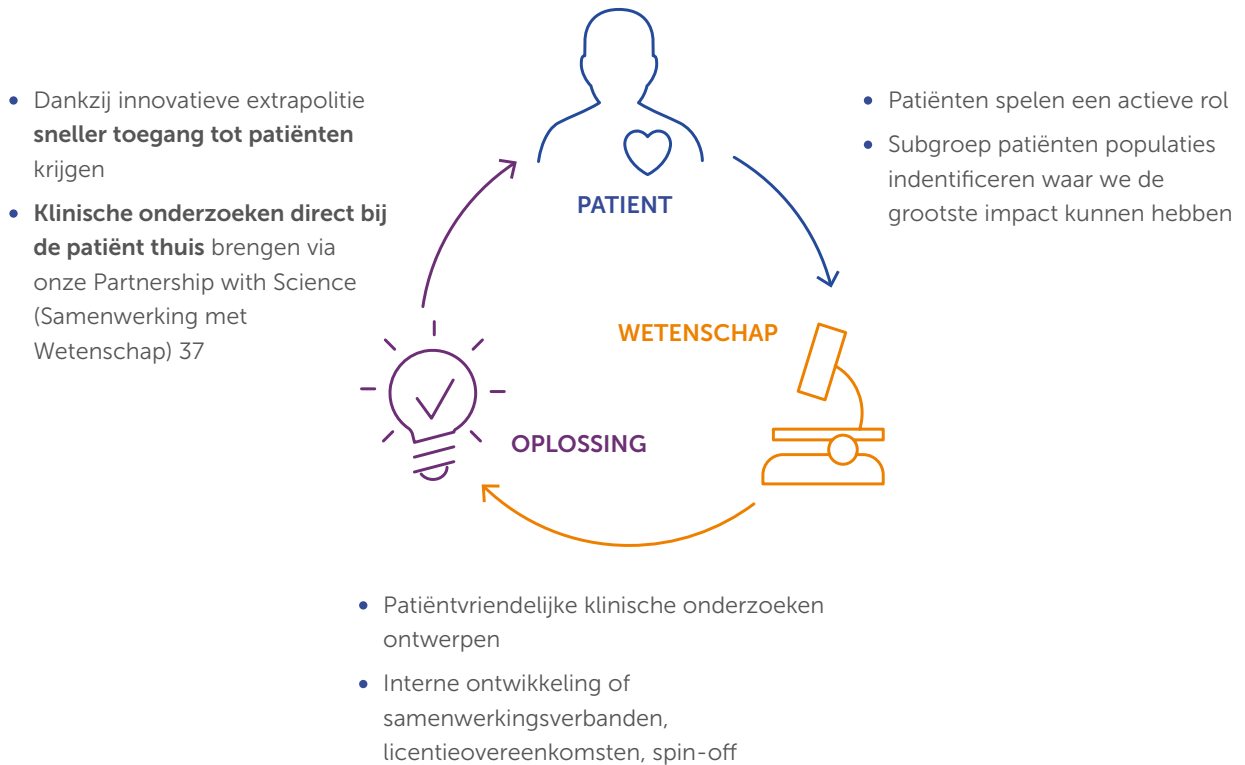 • Dankzij innovatieve extrapolitie
sneller toegang tot patiënten
krijgen
• Klinische onderzoeken direct bij
de patiënt thuis brengen via
onze Partnership with Science
(Samenwerking met
Wetenschap) 37
PATIENT
• Patiënten spelen een actieve rol
• Subgroep patiënten populaties
indentificeren waar we de
grootste impact kunnen hebben
WETENSCHAP
OPLOSSING
• Patiëntvriendelijke klinische onderzoeken
ontwerpen
• Interne ontwikkeling of
samenwerkingsverbanden,
licentieovereenkomsten, spin-off